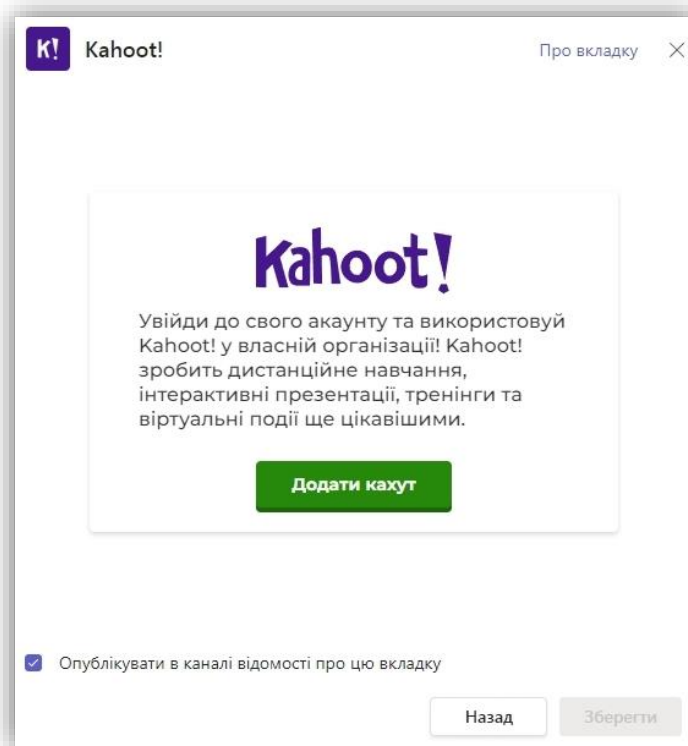 K! Kahoot! Про вкладку
Kahoot!
Увійди до свого акаунту та використовуй
Kahoot! у власній організації! Kahoot!
зробить дистанційне навчання,
інтерактивні презентації, тренінги та
віртуальні події ще цікавішими.
Додати кахут
Опублікувати в каналі відомості про цю вкладку
Назад Зберегти